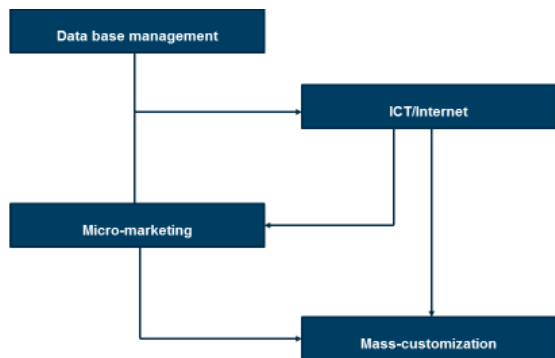 Data base management
ICT/Internet
Micro-marketing
Mass-customization